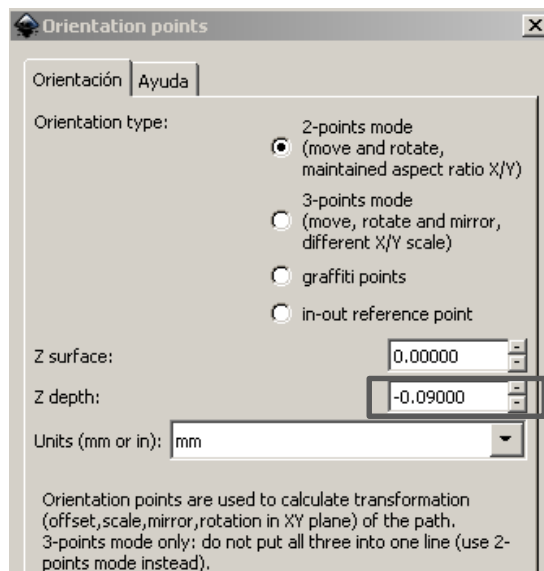 Orientation points
Orientación Ayuda
Orientation type:
2-points mode
(move and rotate,
maintained aspect ratio X/Y)
3-points mode
(move, rotate and mirror,
different X/Y scale)
graffiti points
in-out reference point
Z surface: 0.00000
Z depth: -0.09000
Units (mm or in): mm
Orientation points are used to calculate transformation
(offset,scale,mirror,rotation in XY plane) of the path.
3-points mode only: do not put all three into one line (use 2-
points mode instead).